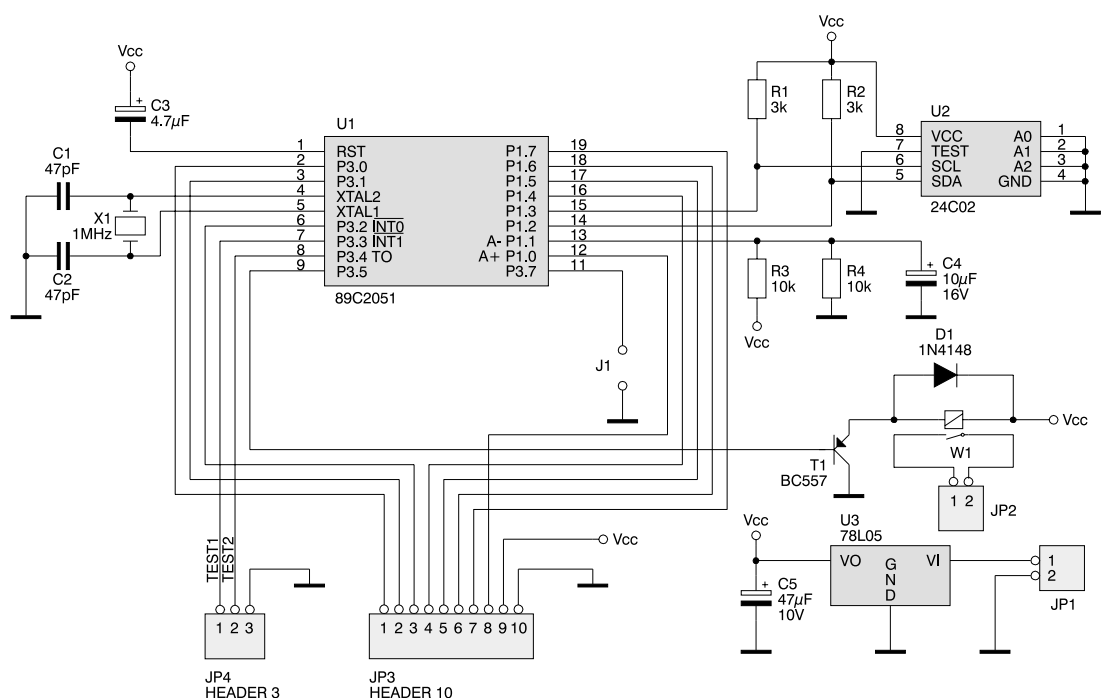 Vcc
C3
4.7µF
C1
47pF
X1
1MHz
C2
47pF
U1
1 RST P1.7 19
2 P3.0 P1.6 18
3 P3.1 P1.5 17
4 XTAL2 P1.4 16
5 XTAL1 P1.3 15
6 P3.2 INT0 P1.2 14
7 P3.3 INT1 A- P1.1 13
8 P3.4 TO A+ P1.0 12
9 P3.5 P3.7 11
89C2051
Vcc
R1
3k
R2
3k
U2
8 VCC A0 1
7 TEST A1 2
6 SCL A2 3
5 SDA GND 4
24C02
R3
10k
R4
10k
C4
10µF
16V
Vcc
J1
D1
1N4148
Vcc
W1
T1
BC557
1 2
JP2
U3
78L05
Vcc
VO GND VI
C5
47µF
10V
1
2
JP1
TEST1
TEST2
1 2 3
JP4
HEADER 3
Vcc
1 2 3 4 5 6 7 8 9 10
JP3
HEADER 10